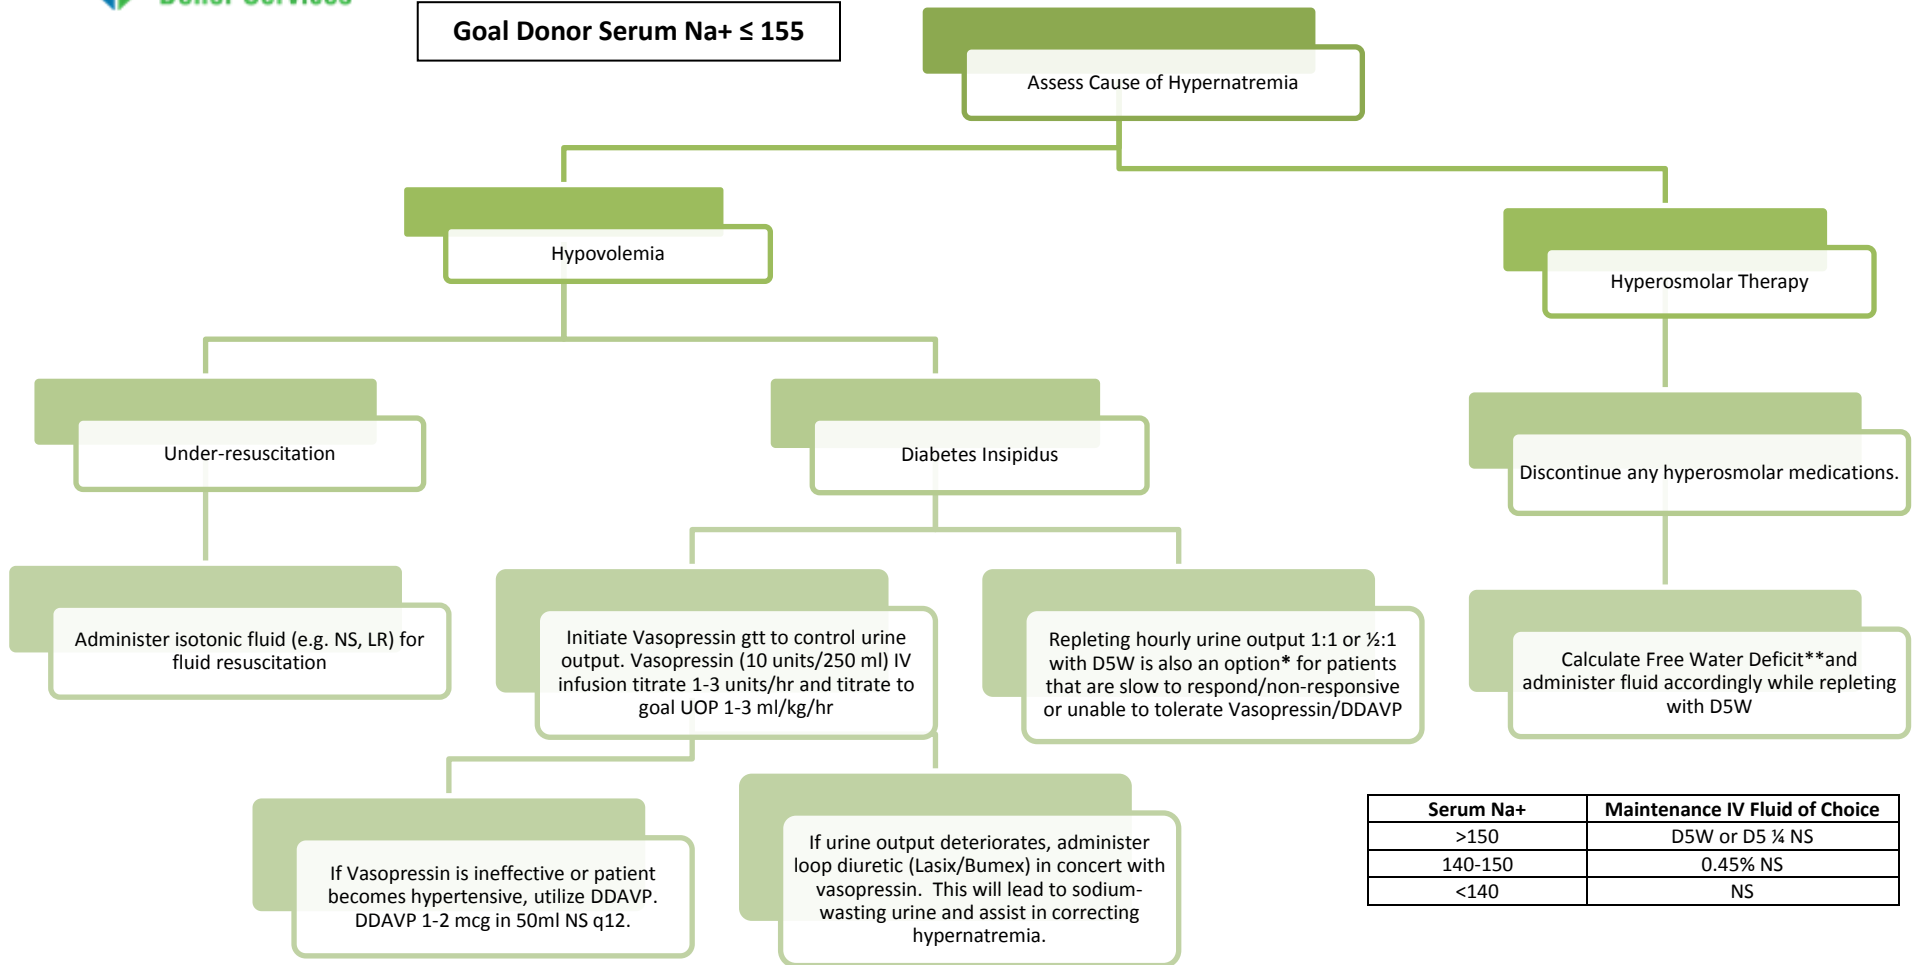 Donor Services
Goal Donor Serum Na+ ≤ 155
Assess Cause of Hypernatremia
Hypovolemia
Hyperosmolar Therapy
Under-resuscitation
Diabetes Insipidus
Discontinue any hyperosmolar medications.
Administer isotonic fluid (e.g. NS, LR) for
fluid resuscitation
Initiate Vasopressin gtt to control urine
output. Vasopressin (10 units/250 ml) IV
infusion titrate 1-3 units/hr and titrate to
goal UOP 1-3 ml/kg/hr
Repleting hourly urine output 1:1 or ½:1
with D5W is also an option* for patients
that are slow to respond/non-responsive
or unable to tolerate Vasopressin/DDAVP
Calculate Free Water Deficit**and
administer fluid accordingly while repleting
with D5W
If Vasopressin is ineffective or patient
becomes hypertensive, utilize DDAVP.
DDAVP 1-2 mcg in 50ml NS q12.
If urine output deteriorates, administer
loop diuretic (Lasix/Bumex) in concert with
vasopressin. This will lead to sodium-
wasting urine and assist in correcting
hypernatremia.
Serum Na+ Maintenance IV Fluid of Choice
>150 D5W or D5 ¼ NS
140-150 0.45% NS
<140 NS